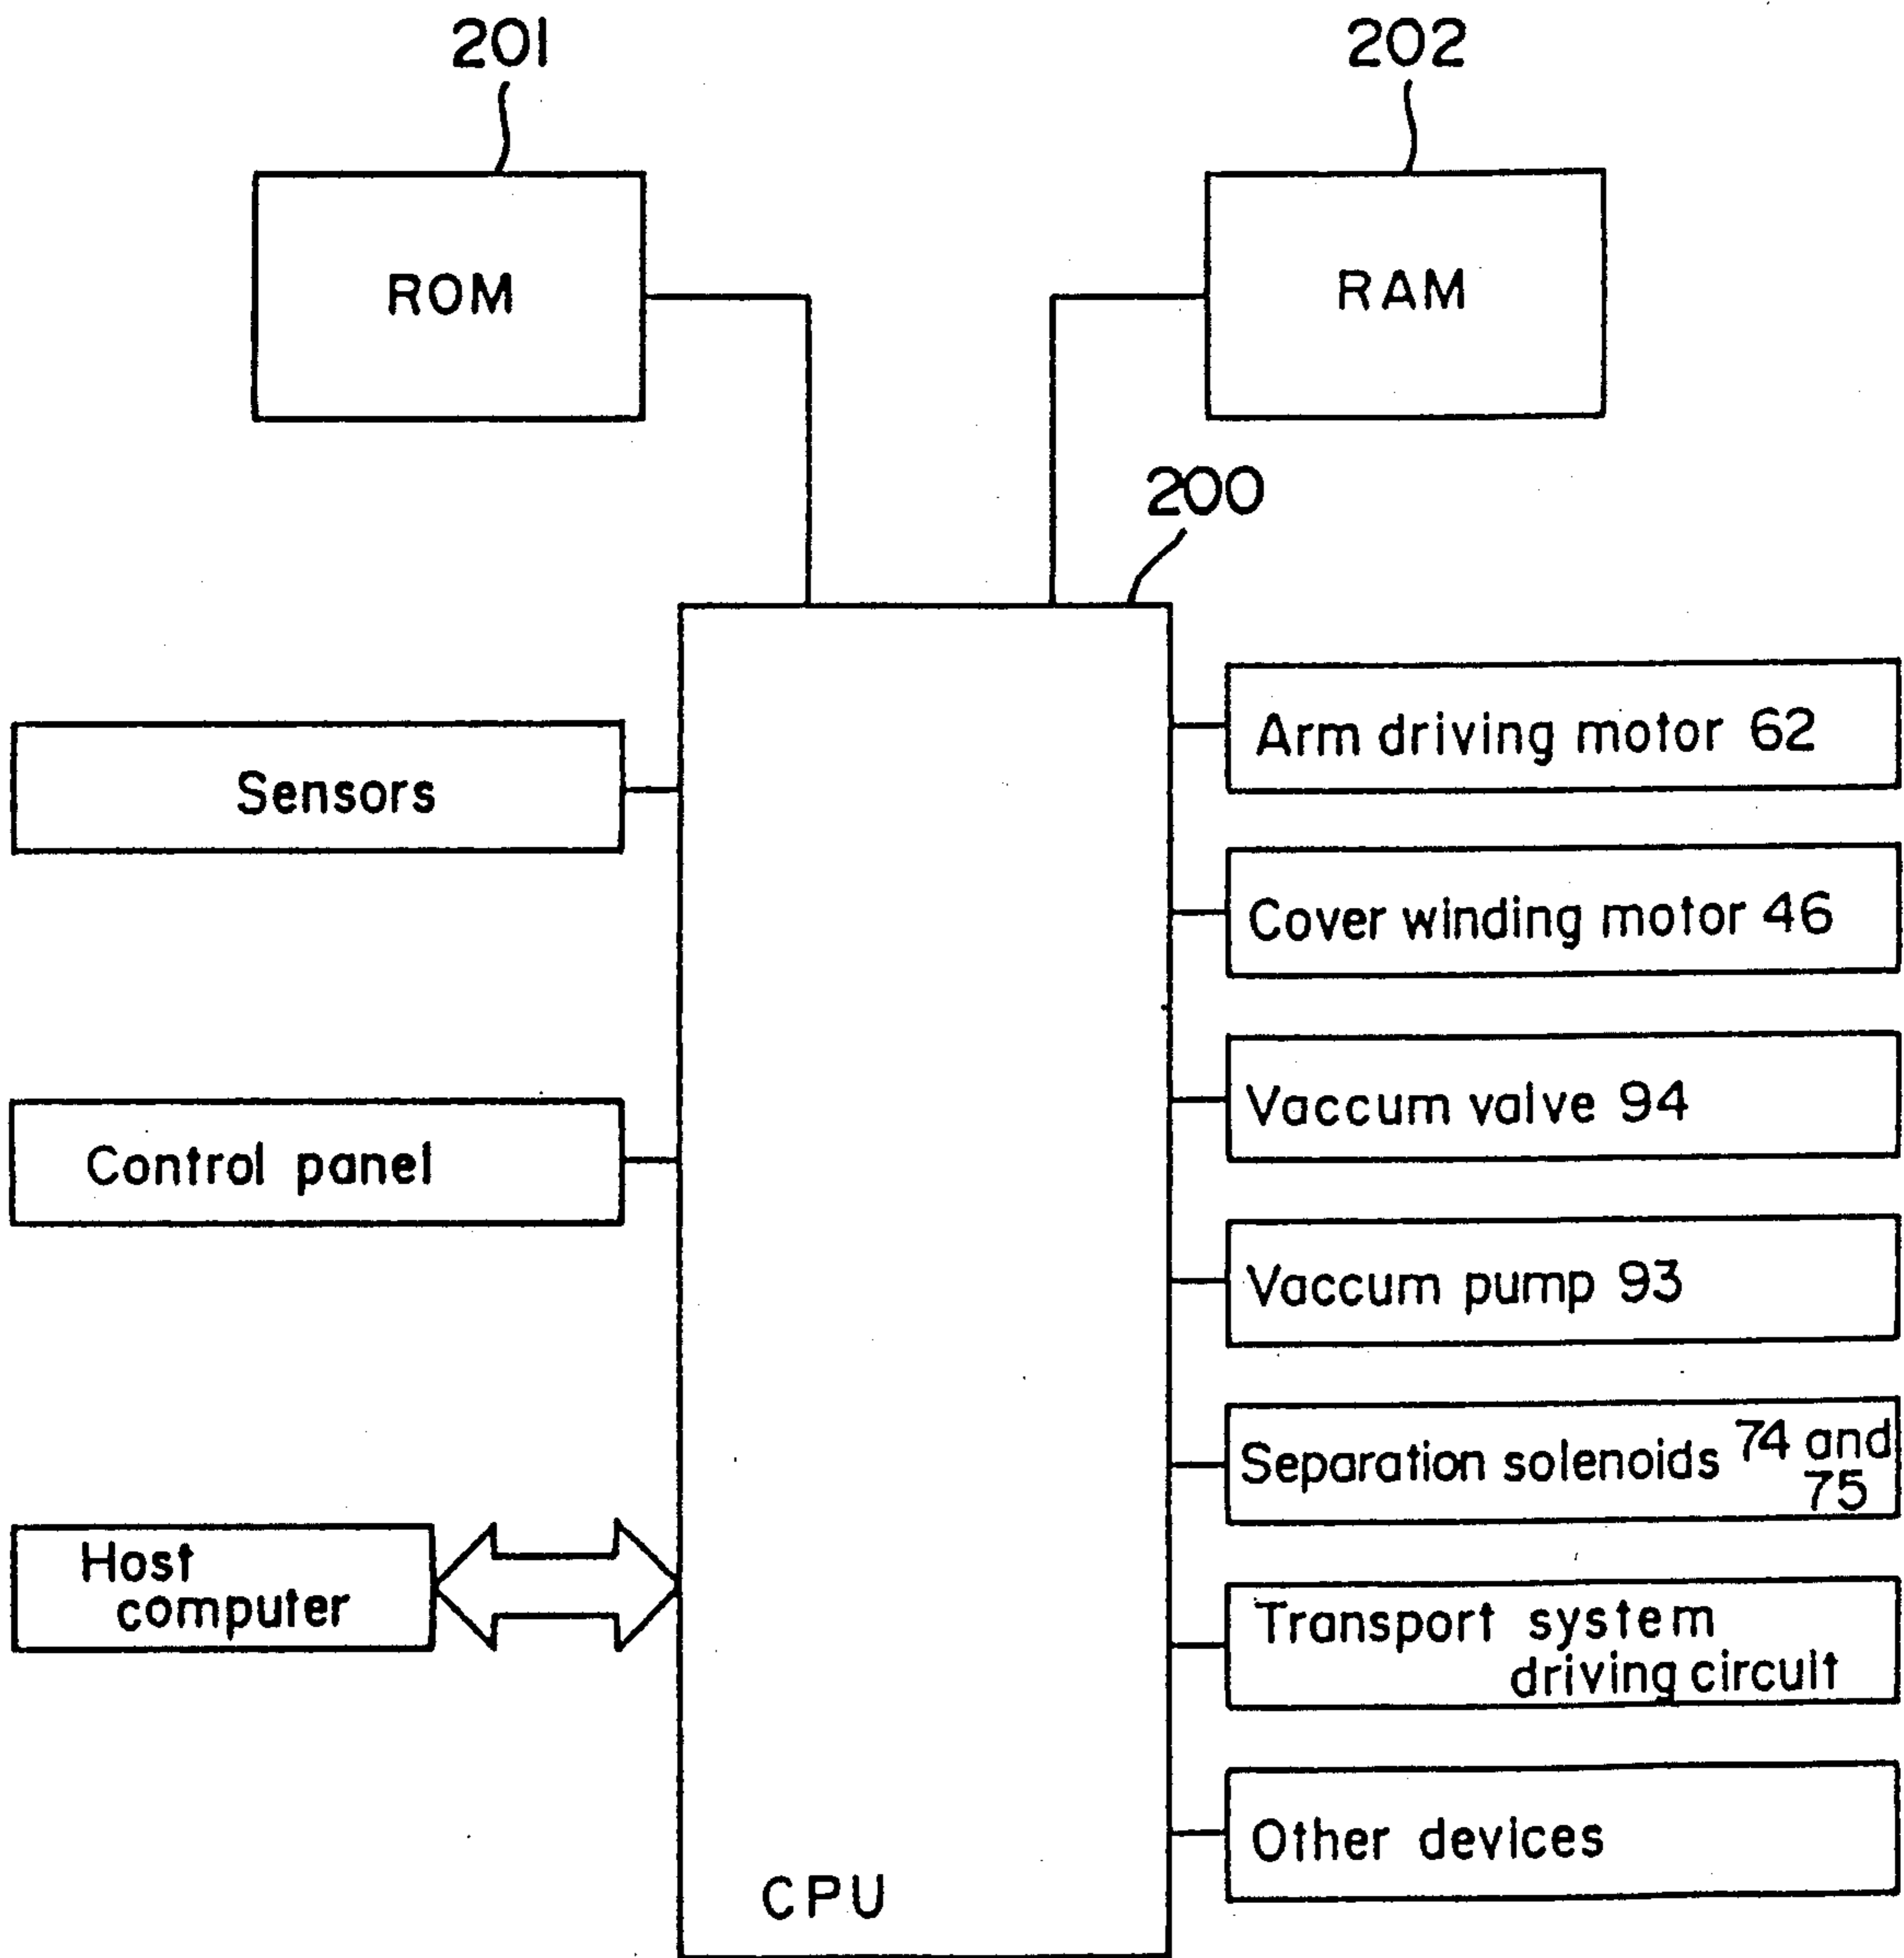 201
202
ROM
RAM
200
Sensors
Control panel
Host
computer
CPU
Arm driving motor 62
Cover winding motor 46
Vaccum valve 94
Vaccum pump 93
Separation solenoids 74 and
75
Transport system
driving circuit
Other devices